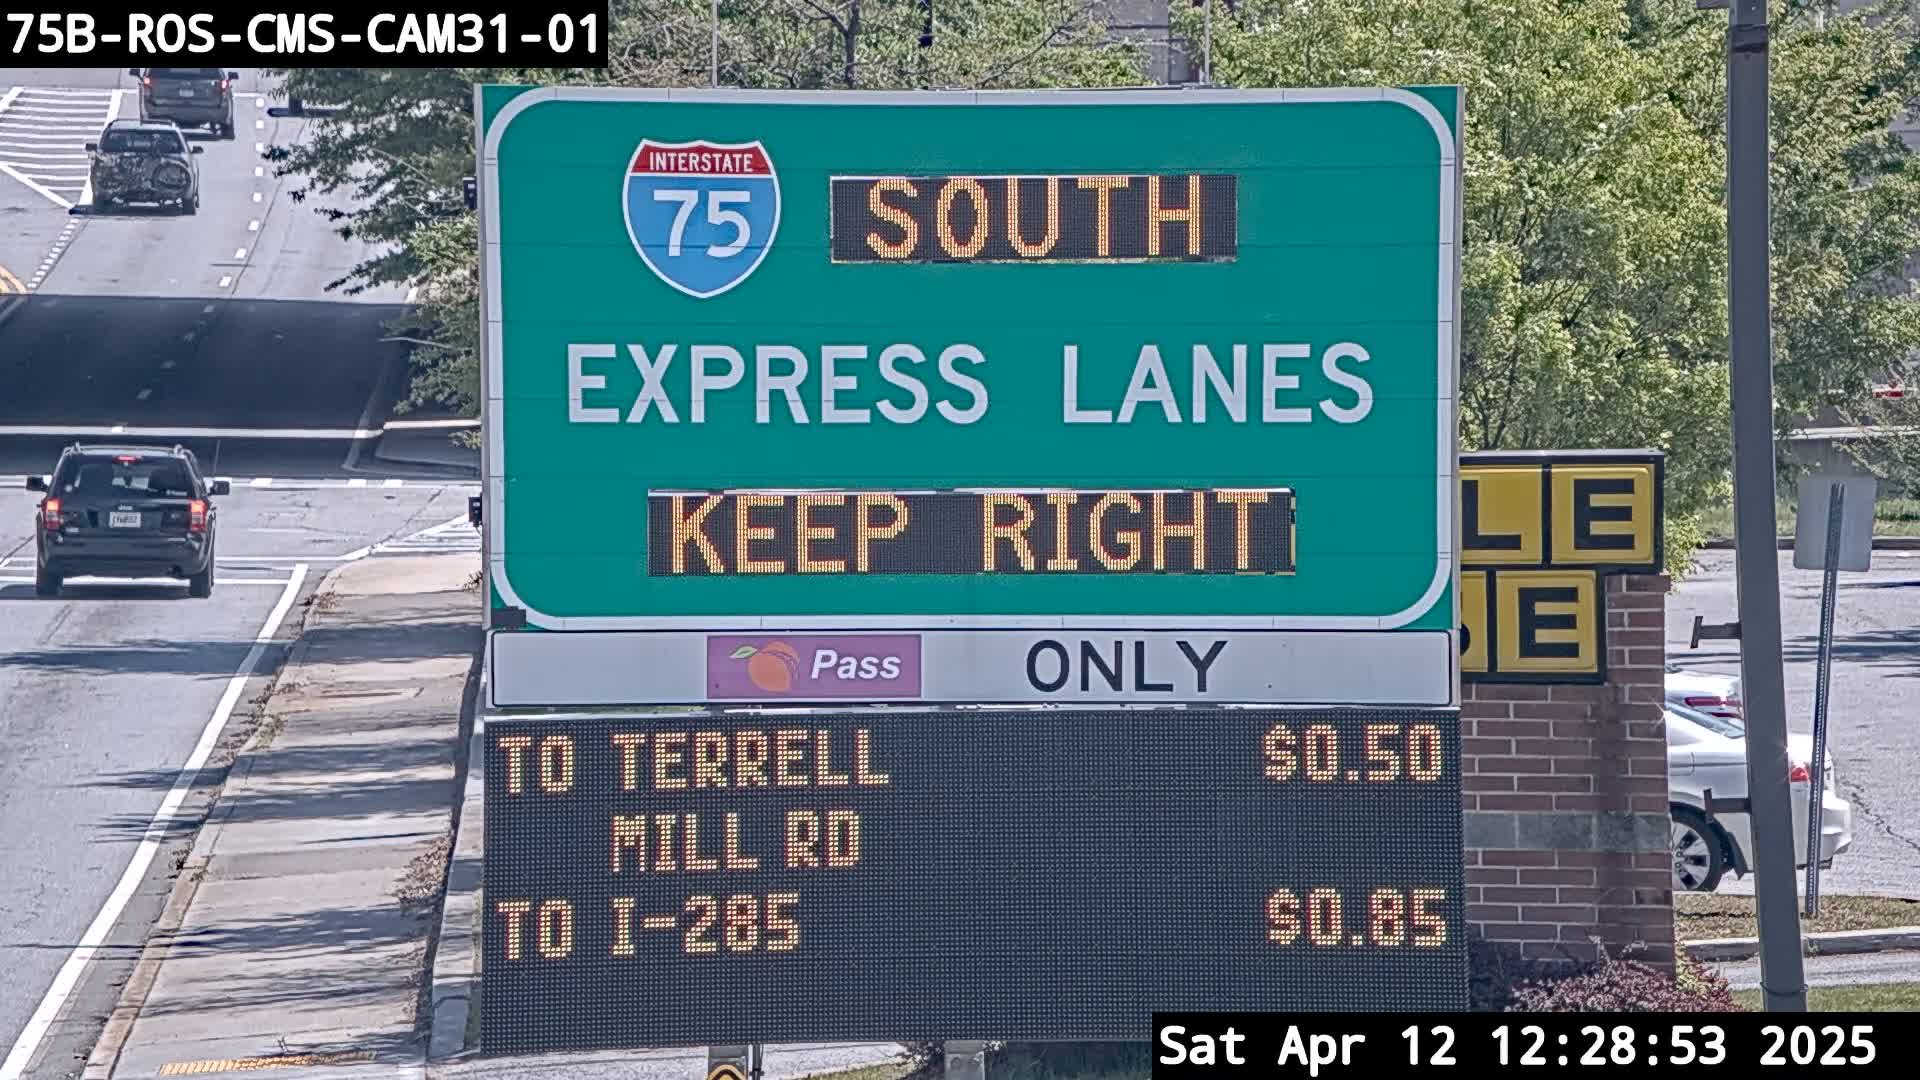 75B-ROS-CMS-CAM31-01
INTERSTATE
75
SOUTH
EXPRESS LANES
KEEP RIGHT
Pass ONLY
TO TERRELL $0.50
MILL RD
TO I-285 $0.85
LE
E
Sat Apr 12 12:28:53 2025